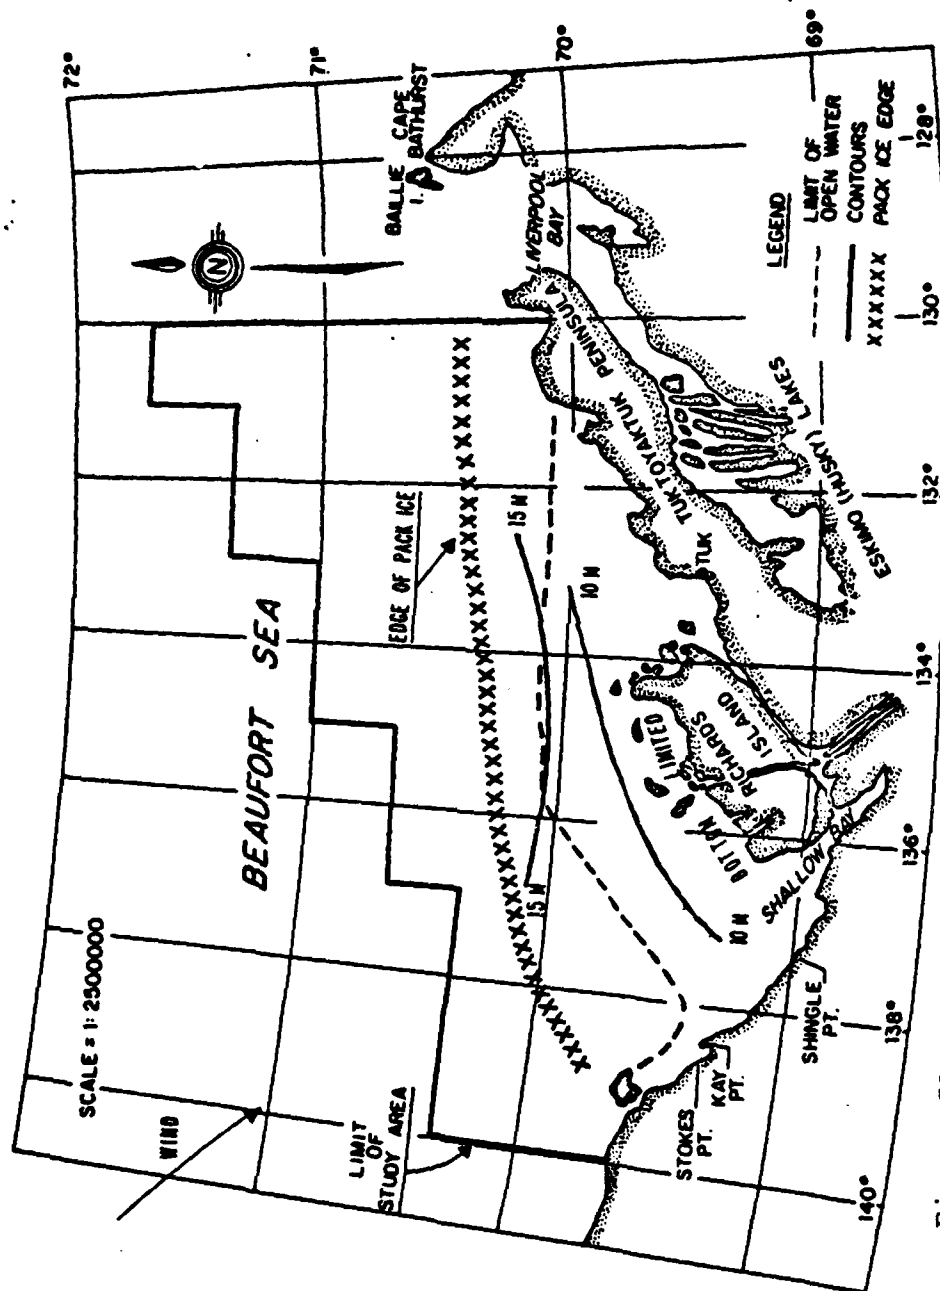 72°
71°
70°
69°
SCALE = 1: 2500000
WIND
BEAUFORT SEA
N
BAILLIE
I.
CAPE
BATHURST
LIMIT
OF
STUDY AREA
EDGE OF PACK ICE
15 M
15 M
10 M
10 M
LIVERPOOL
BAY
TUKTOYAKTUK PENINSULA
TUK
ESKIMO (HUSKY) LAKES
BOTTOM LIMITED
RICHARDS
ISLAND
SHALLOW BAY
STOKES
PT.
KAY
PT.
SHINGLE
PT.
LEGEND
LIMIT OF
OPEN WATER
CONTOURS
XXXXXX PACK ICE EDGE
140°
138°
136°
134°
132°
130°
128°